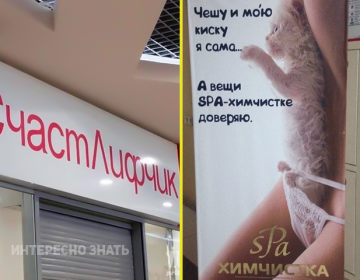 СчастЛифчик
ИНТЕРЕСНО ЗНАТЬ
Чешу и мою
киску
я сама...
А вещи
SPA-химчистке
доверяю.
sPa
ХИМЧИСТКА